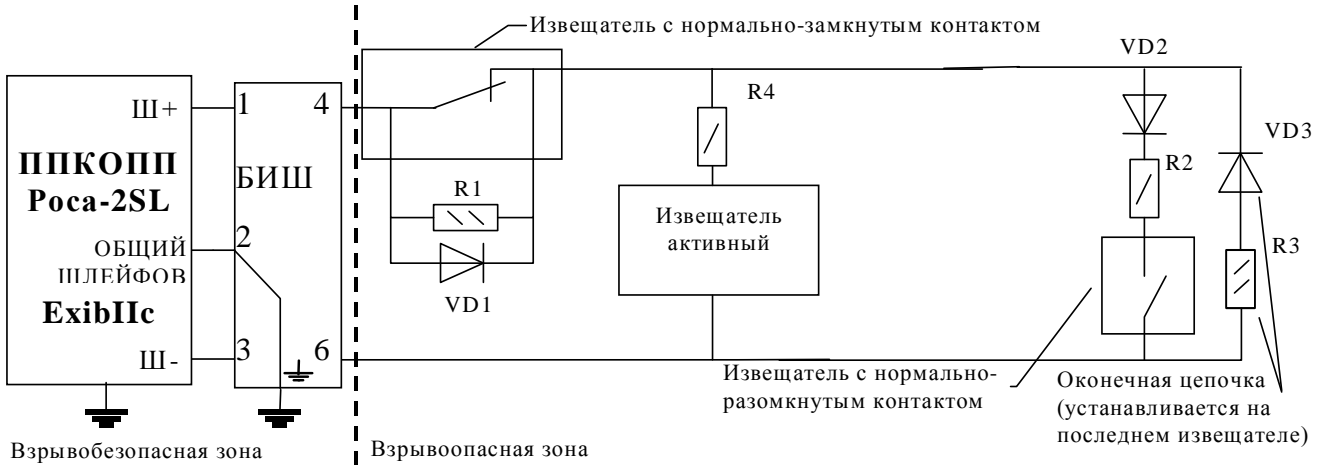 Извещатель с нормально-замкнутым контактом
VD2
Ш+
1
4
R4
VD3
ППКОПП
Роса-2SL
БИШ
R1
R2
Извещатель
активный
ОБЩИЙ
ШЛЕЙФОВ
2
R3
VD1
ExibIIc
Ш-
3
6
Извещатель с нормально-
разомкнутым контактом
Оконечная цепочка
(устанавливается на
последнем извещателе)
Взрывобезопасная зона
Взрывоопасная зона